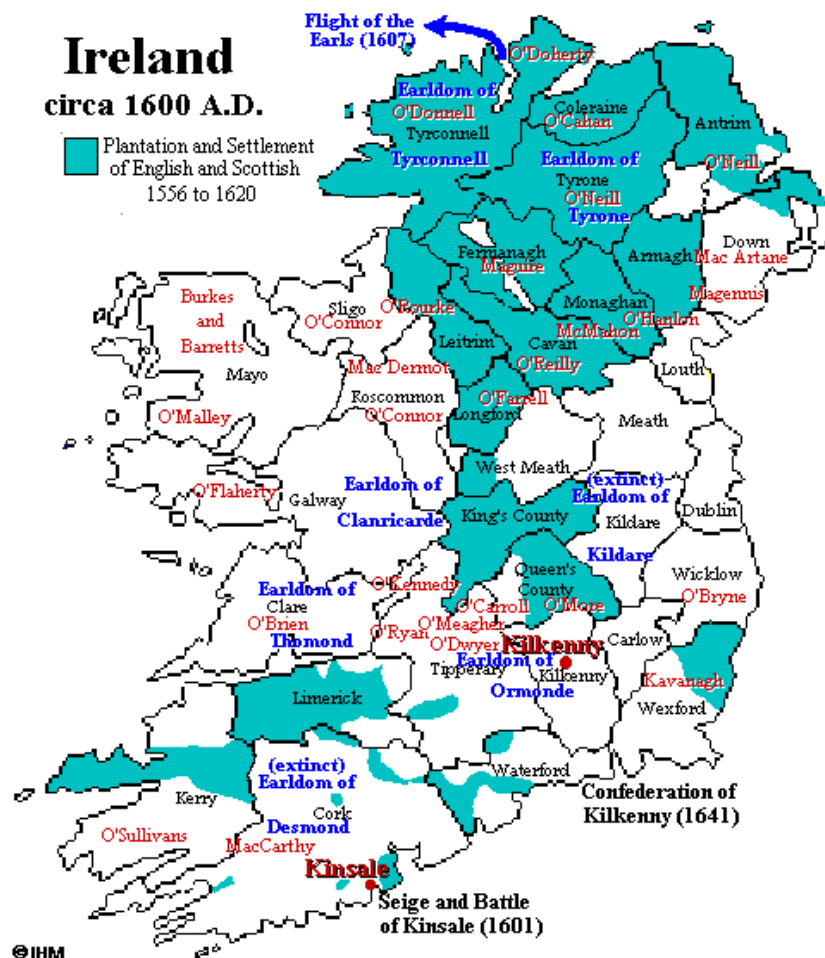 Ireland
circa 1600 A.D.
Plantation and Settlement
of English and Scottish
1556 to 1620
Flight of the
Earls (1607)
O'Doherty
Earldom of
O'Donnell
Tyrconnell
Tyrconnell
Coleraine
O'Cahan
Antrim
Earldom of
Tyrone
O'Neill
Tyrone
O'Neill
Fermanagh
Maguire
Armagh
Down
Mac Artane
Magennis
Monaghan
O'Hanlon
McMahon
Burkes
and
Barretts
Mayo
Sligo
O'Connor
O'Rourke
Leitrim
Cavan
O'Reilly
Louth
Mac Dermot
Roscommon
O'Connor
O'Farrell
Longford
Meath
O'Malley
West Meath
O'Flaherty
Galway
Earldom of
Clanricarde
King's County
(extinct)
Earldom of
Kildare
Kildare
Dublin
Queen's
County
O'More
Wicklow
O'Bryne
Earldom of
Clare
O'Brien
Thomond
O'Kennedy
O'Carroll
O'Meagher
O'Ryan
O'Dwyer
Kilkenny
Earldom of
Tipperary
Ormonde
Kilkenny
Carlow
Kavanagh
Wexford
Limerick
Waterford
Confederation of
Kilkenny (1641)
Kerry
(extinct)
Earldom of
Cork
Desmond
O'Sullivans
MacCarthy
Kinsale
Seige and Battle
of Kinsale (1601)
©IHM